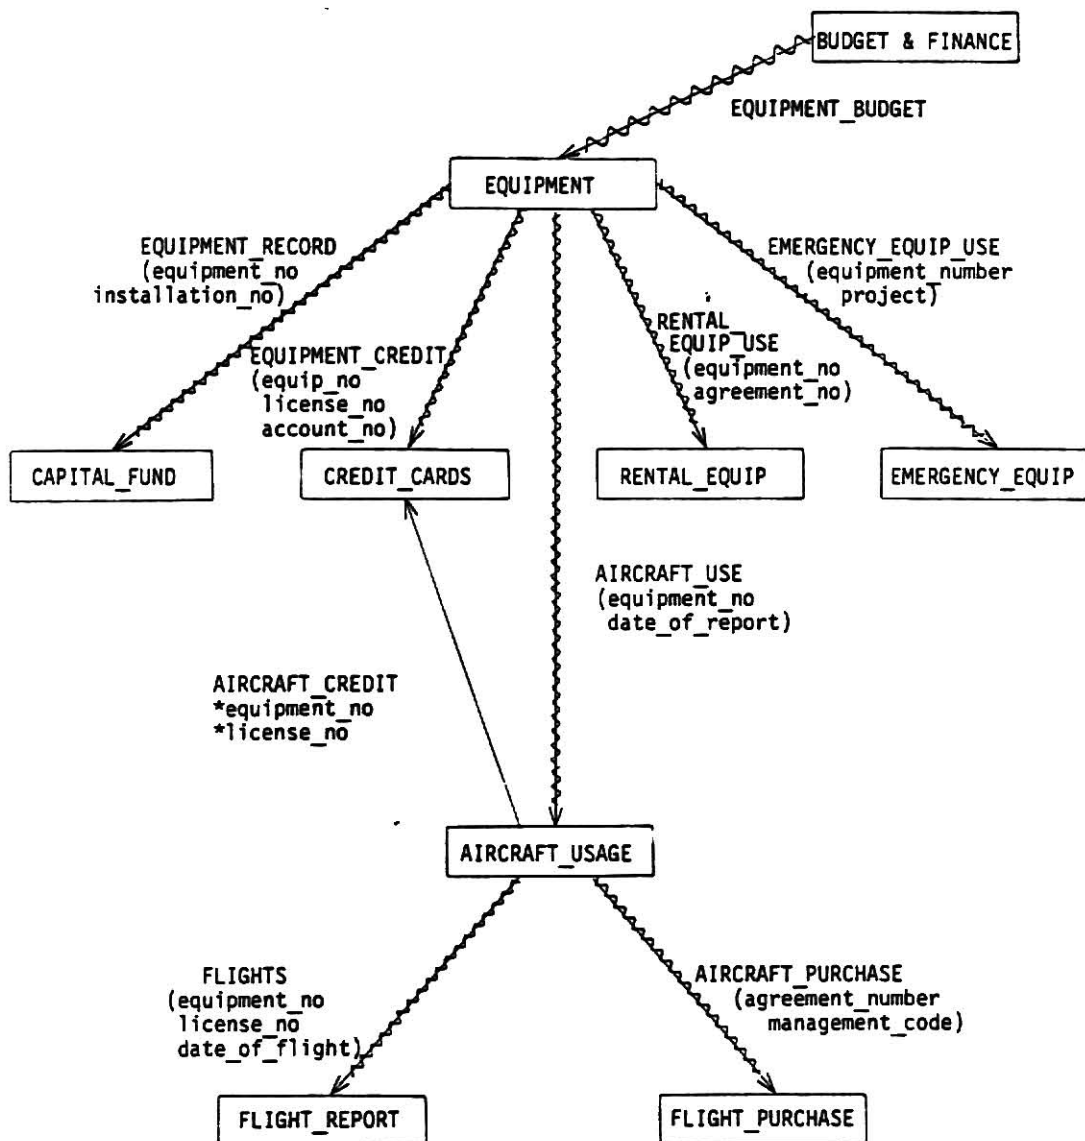 BUDGET & FINANCE
EQUIPMENT_BUDGET
EQUIPMENT
EQUIPMENT_RECORD
(equipment_no
installation_no)
EMERGENCY_EQUIP_USE
(equipment_number
project)
EQUIPMENT_CREDIT
(equip_no
license_no
account_no)
RENTAL_
EQUIP_USE
(equipment_no
agreement_no)
CAPITAL_FUND
CREDIT_CARDS
RENTAL_EQUIP
EMERGENCY_EQUIP
AIRCRAFT_USE
(equipment_no
date_of_report)
AIRCRAFT_CREDIT
*equipment_no
*license_no
AIRCRAFT_USAGE
FLIGHTS
(equipment_no
license_no
date_of_flight)
AIRCRAFT_PURCHASE
(agreement_number
management_code)
FLIGHT_REPORT
FLIGHT_PURCHASE